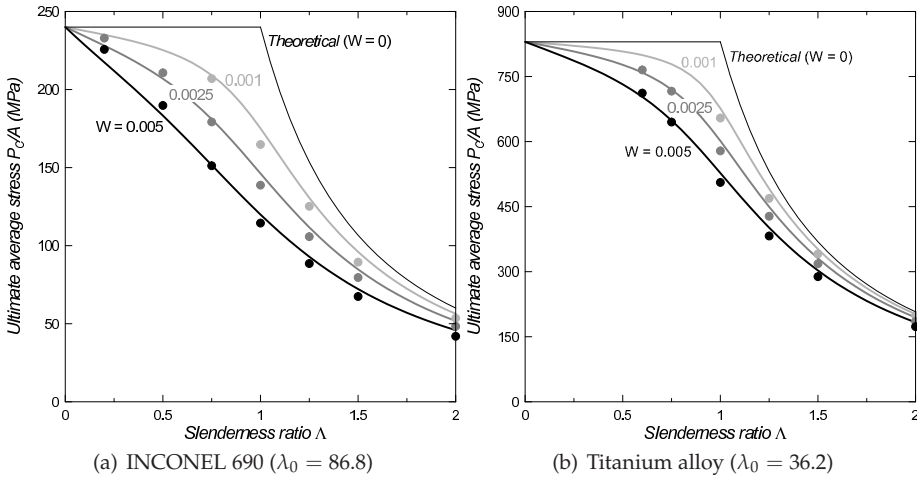 250
200
150
100
50
0
Ultimate average stress P_C/A (MPa)
Theoretical (W = 0)
0.001
0.0025
W = 0.005
0 0.5 1 1.5 2
Slenderness ratio Λ
(a) INCONEL 690 (λ₀ = 86.8)
900
750
600
450
300
150
0
Ultimate average stress P_C/A (MPa)
Theoretical (W = 0)
0.001
0.0025
W = 0.005
0 0.5 1 1.5 2
Slenderness ratio Λ
(b) Titanium alloy (λ₀ = 36.2)